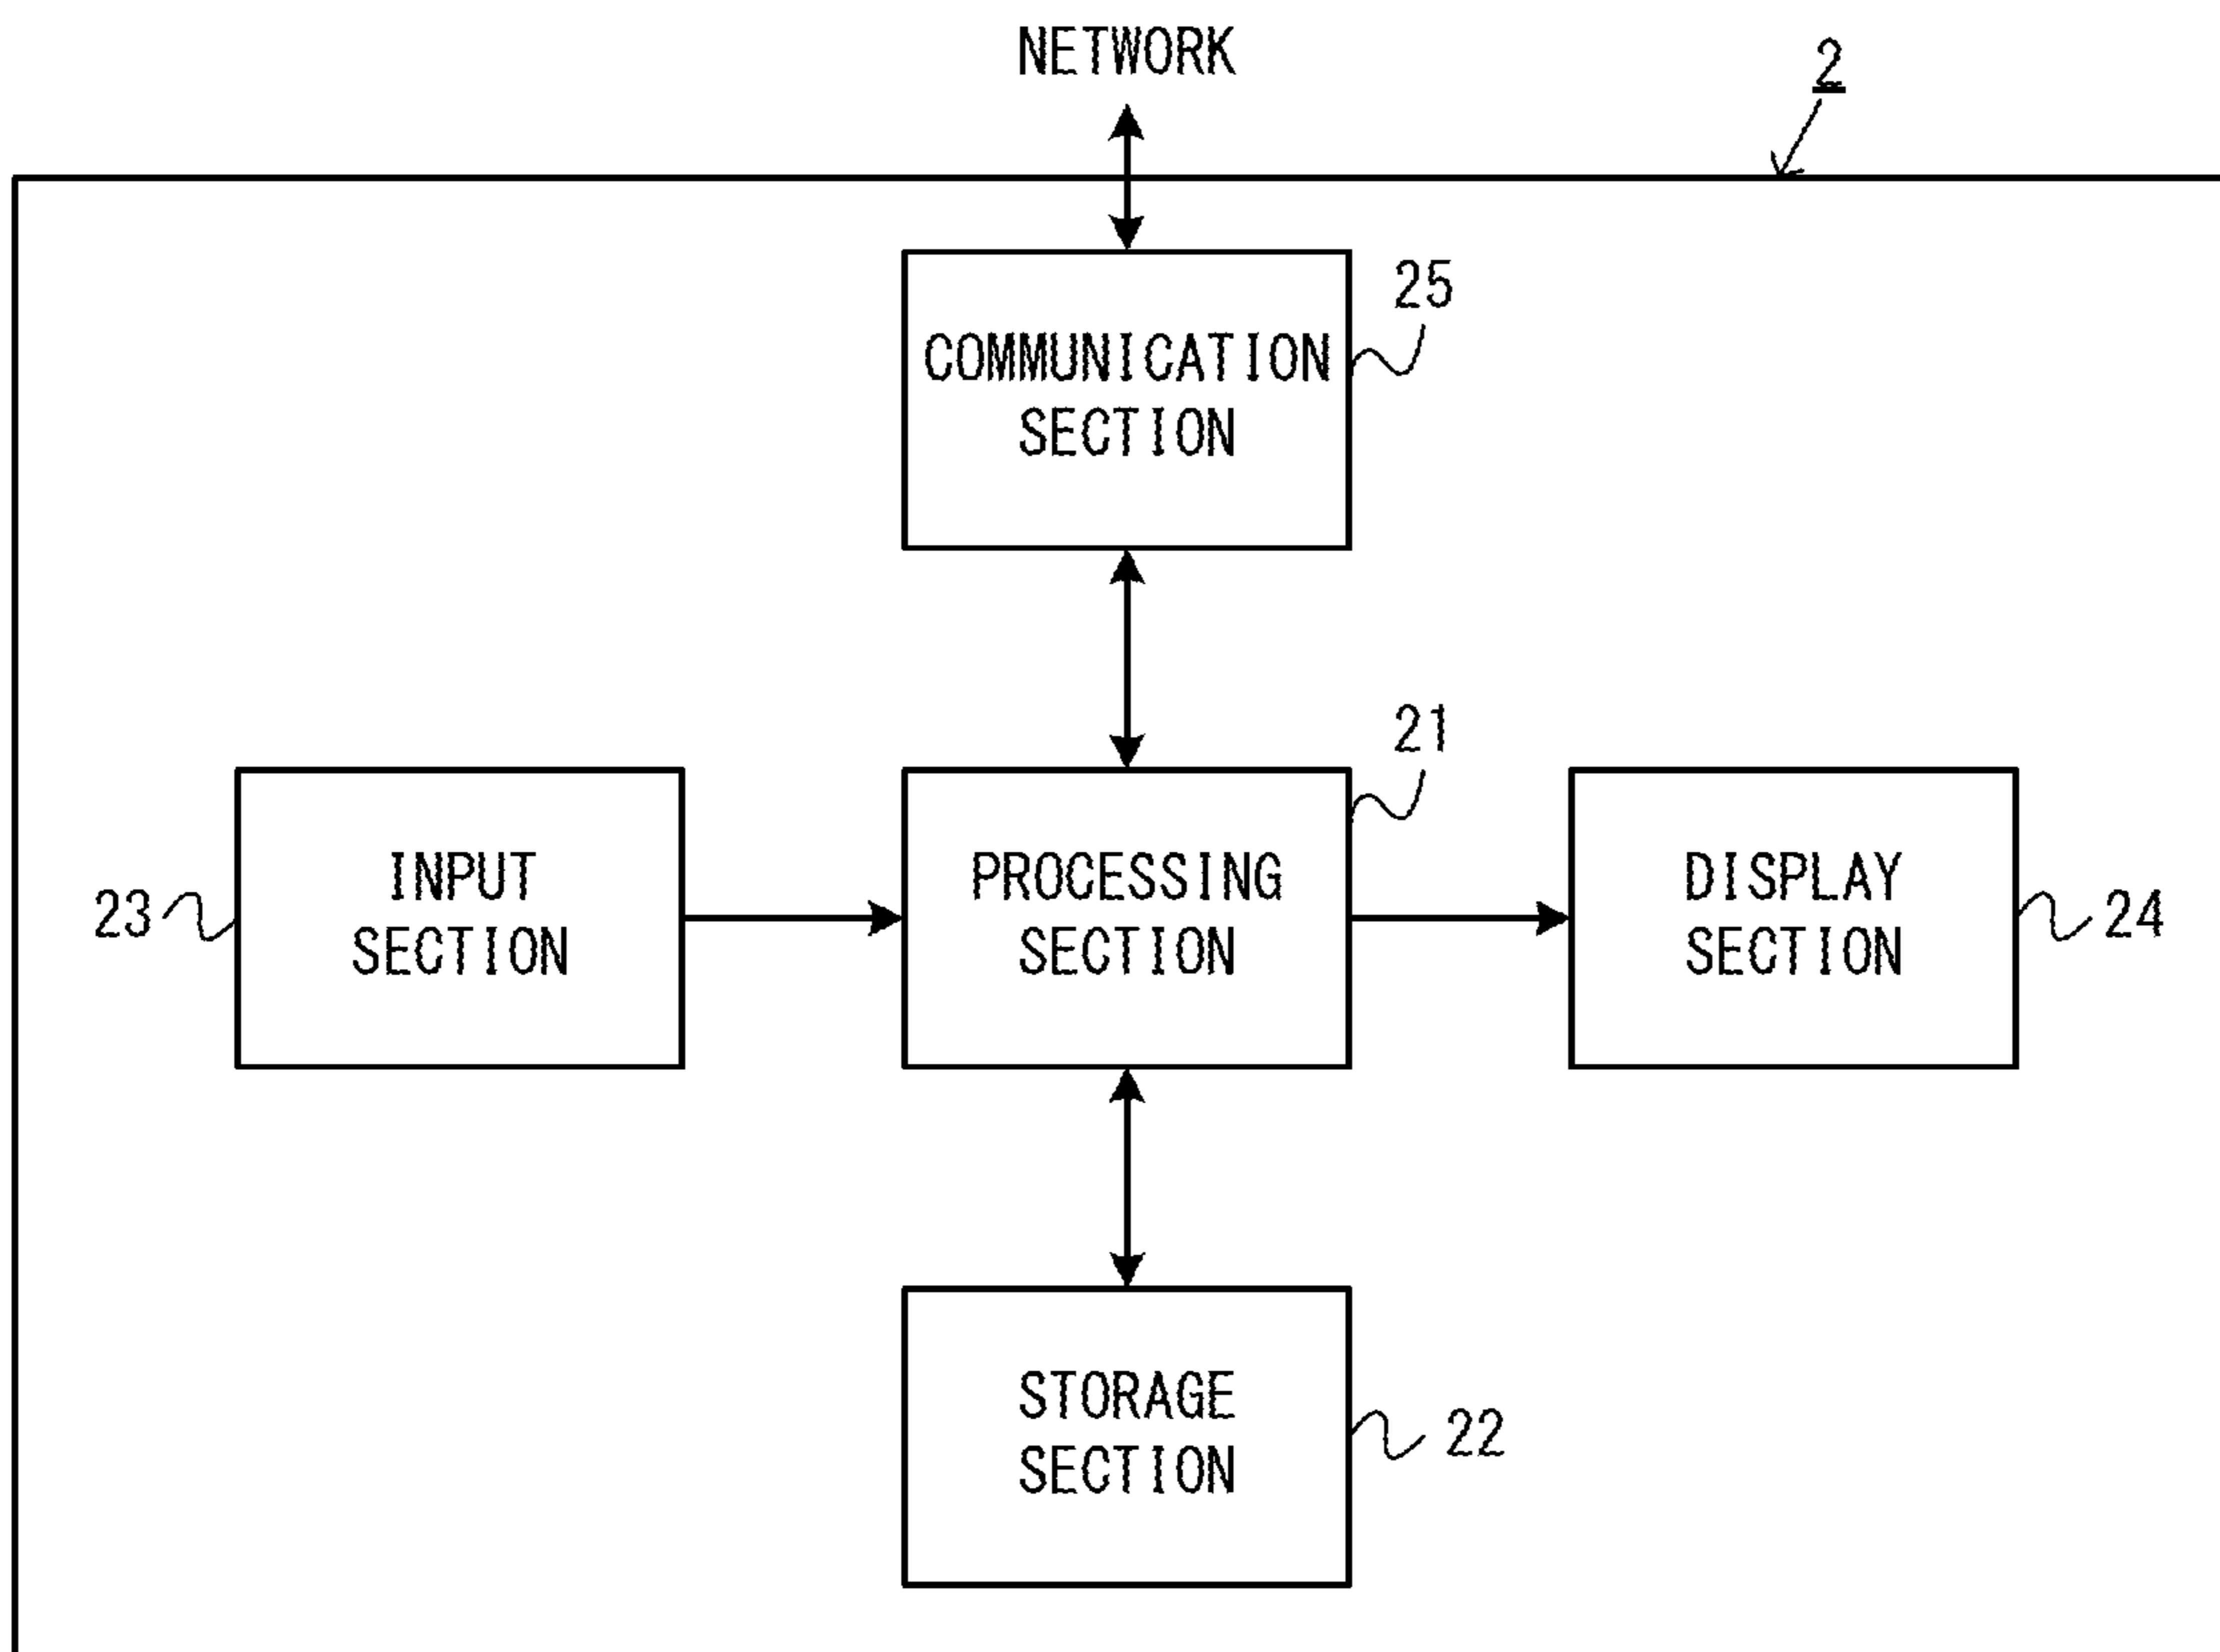 NETWORK
2
25
COMMUNICATION
SECTION
21
INPUT
SECTION
23
PROCESSING
SECTION
DISPLAY
SECTION
24
STORAGE
SECTION
22